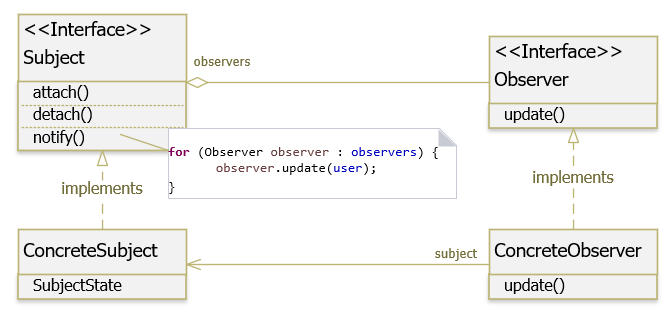 <<Interface>>
Subject
attach()
detach()
notify()
observers
<<Interface>>
Observer
update()
for (Observer observer : observers) {
observer.update(user);
}
implements
implements
ConcreteSubject
SubjectState
subject
ConcreteObserver
update()